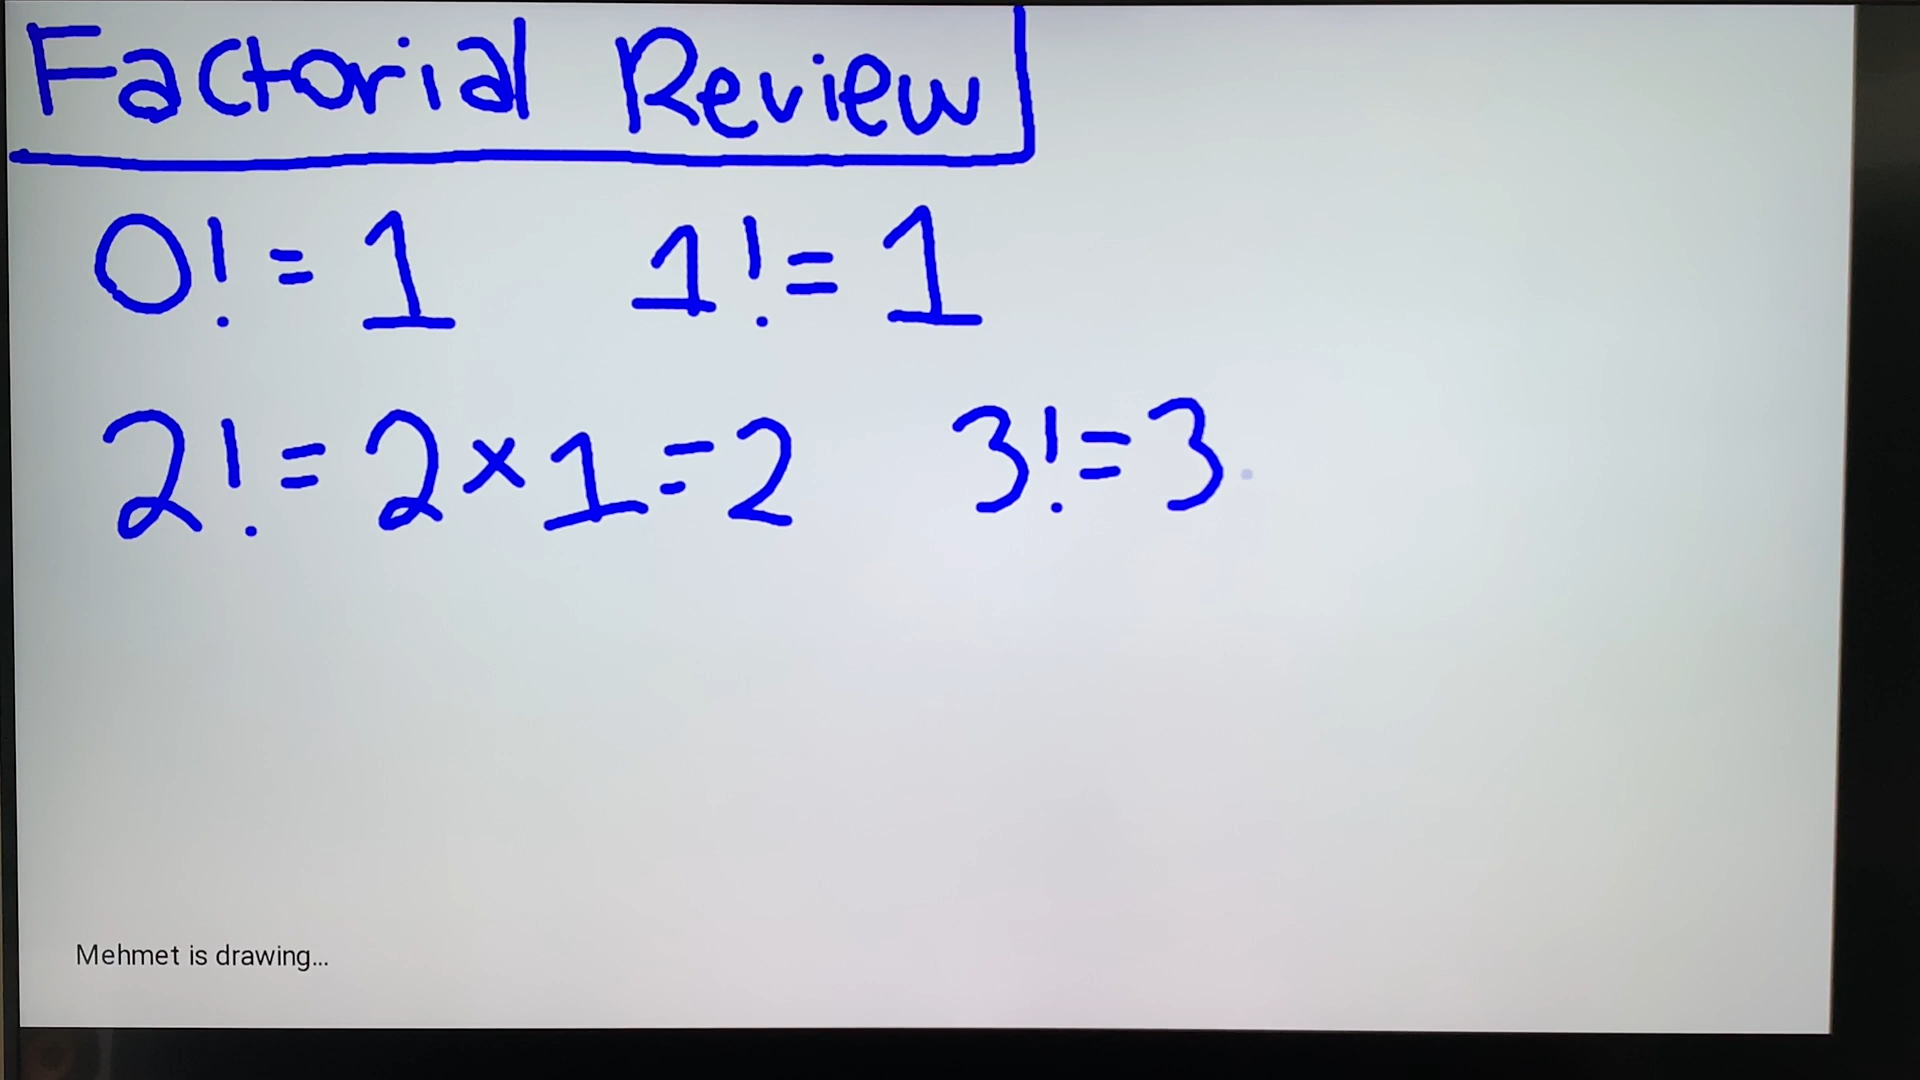 Factorial Review
0! = 1 1! = 1
2! = 2 × 1 = 2 3! = 3
Mehmet is drawing...